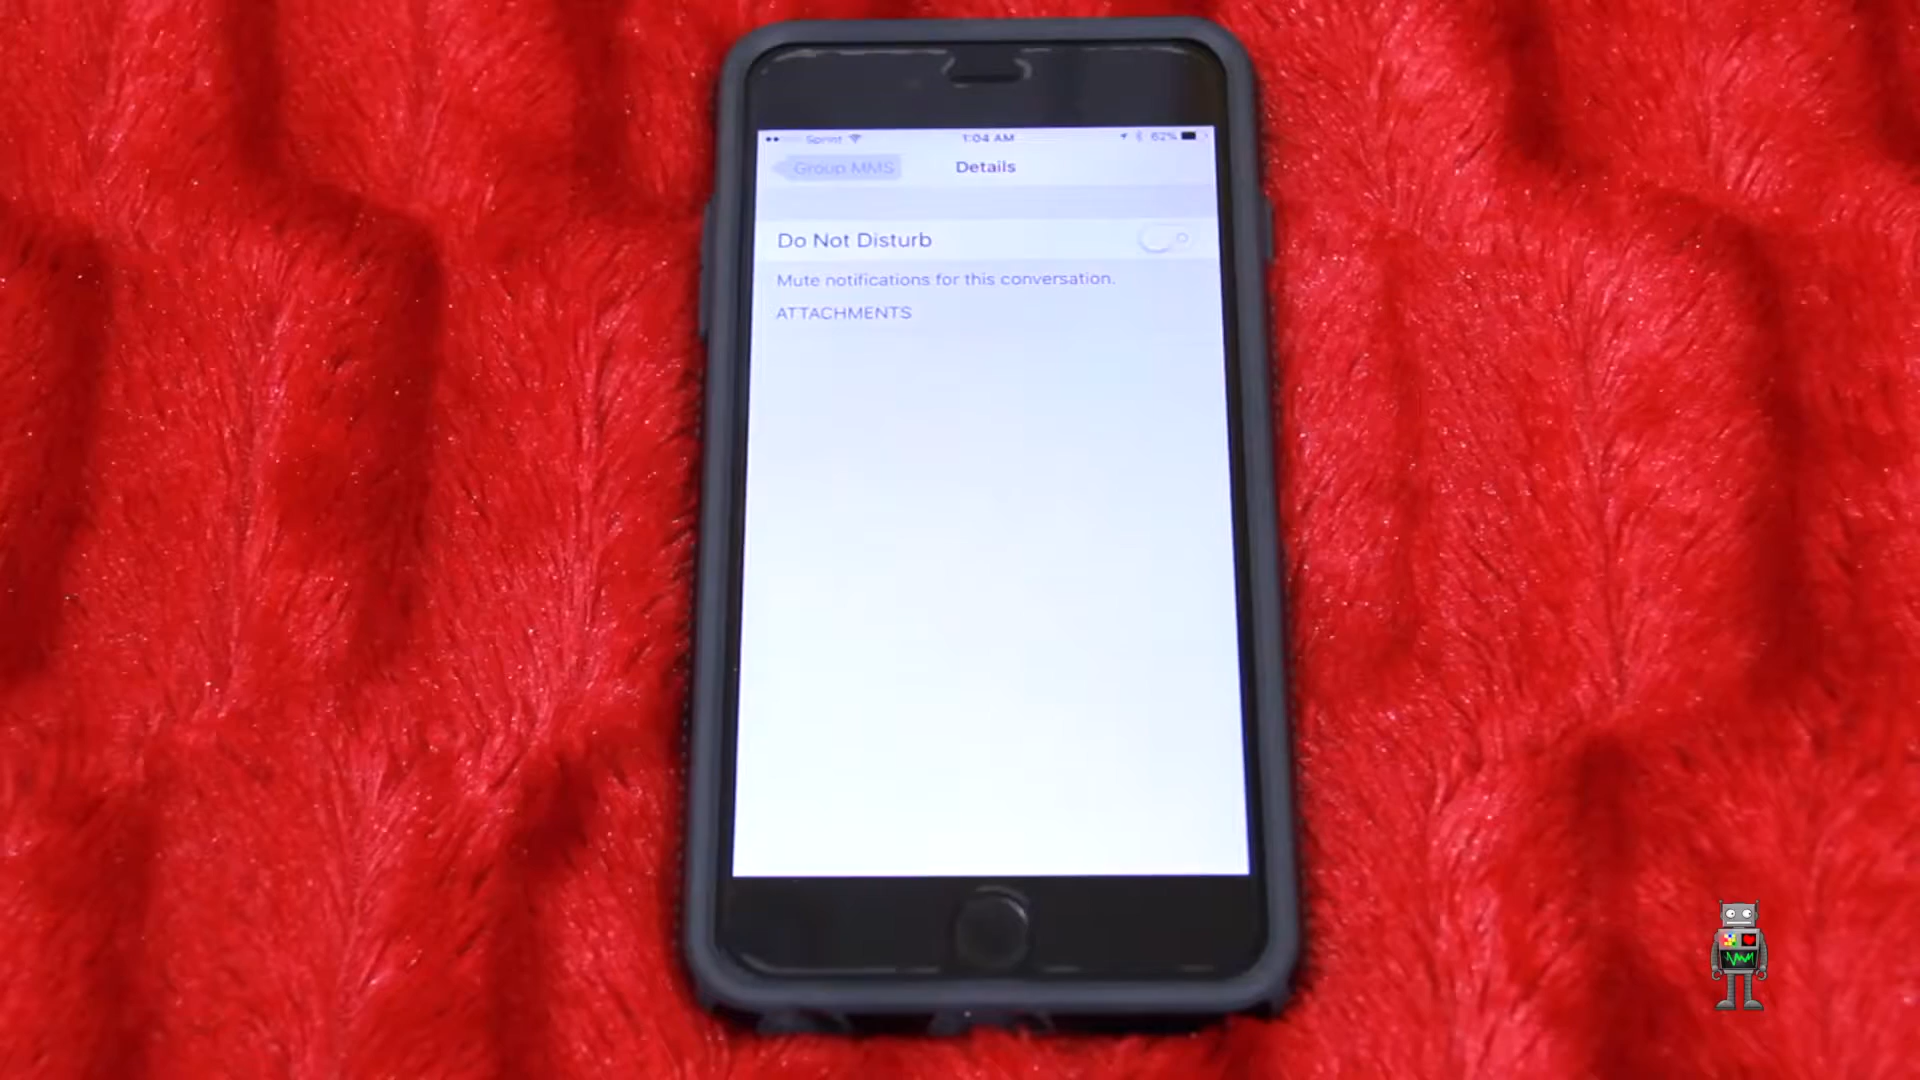 Sprint 1:04 AM 62%
Group MMS Details
Do Not Disturb
Mute notifications for this conversation.
ATTACHMENTS